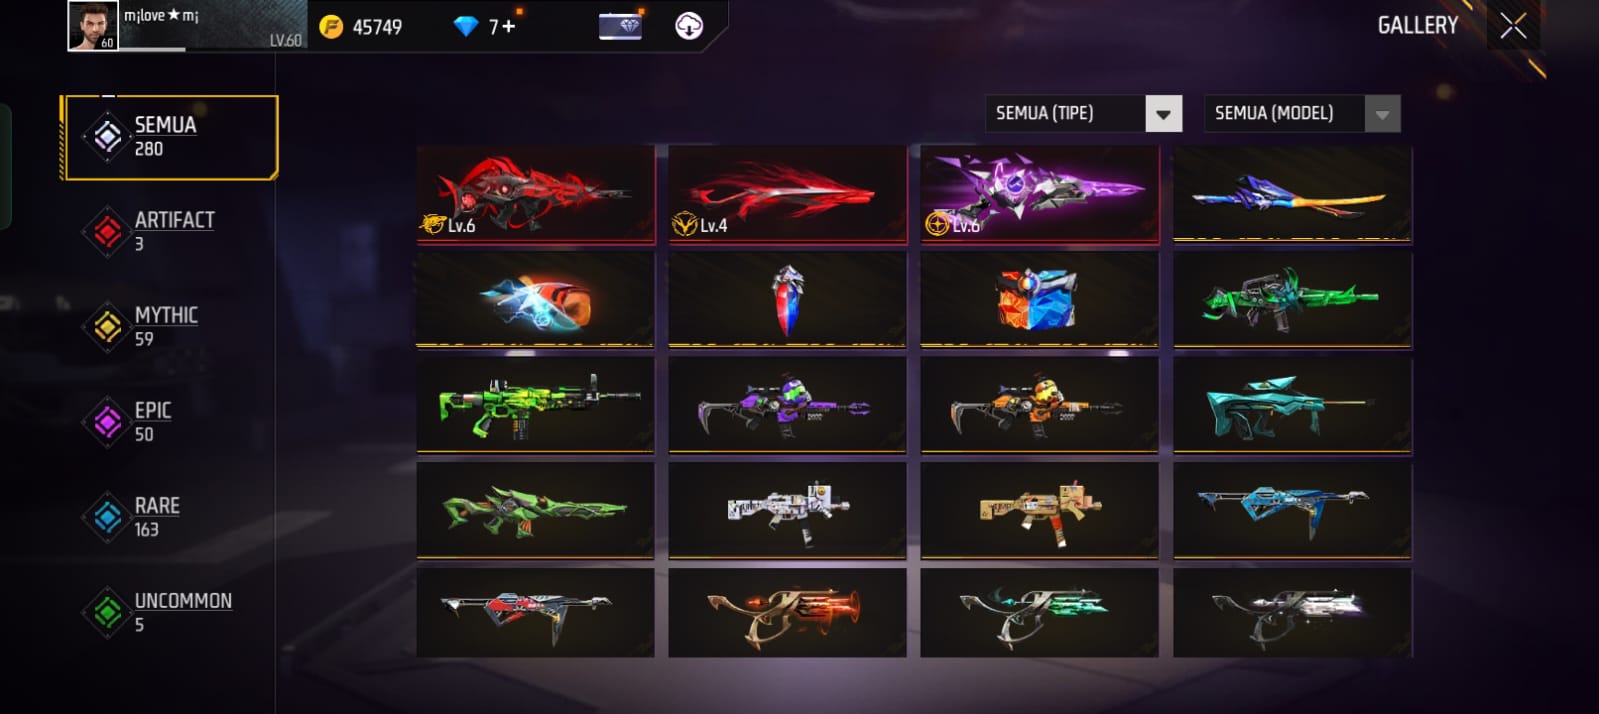 m¡love★m¡
60
LV.60
45749
7+
GALLERY
SEMUA
280
ARTIFACT
3
MYTHIC
59
EPIC
50
RARE
163
UNCOMMON
5
SEMUA (TIPE)
SEMUA (MODEL)
Lv.6
Lv.4
Lv.6